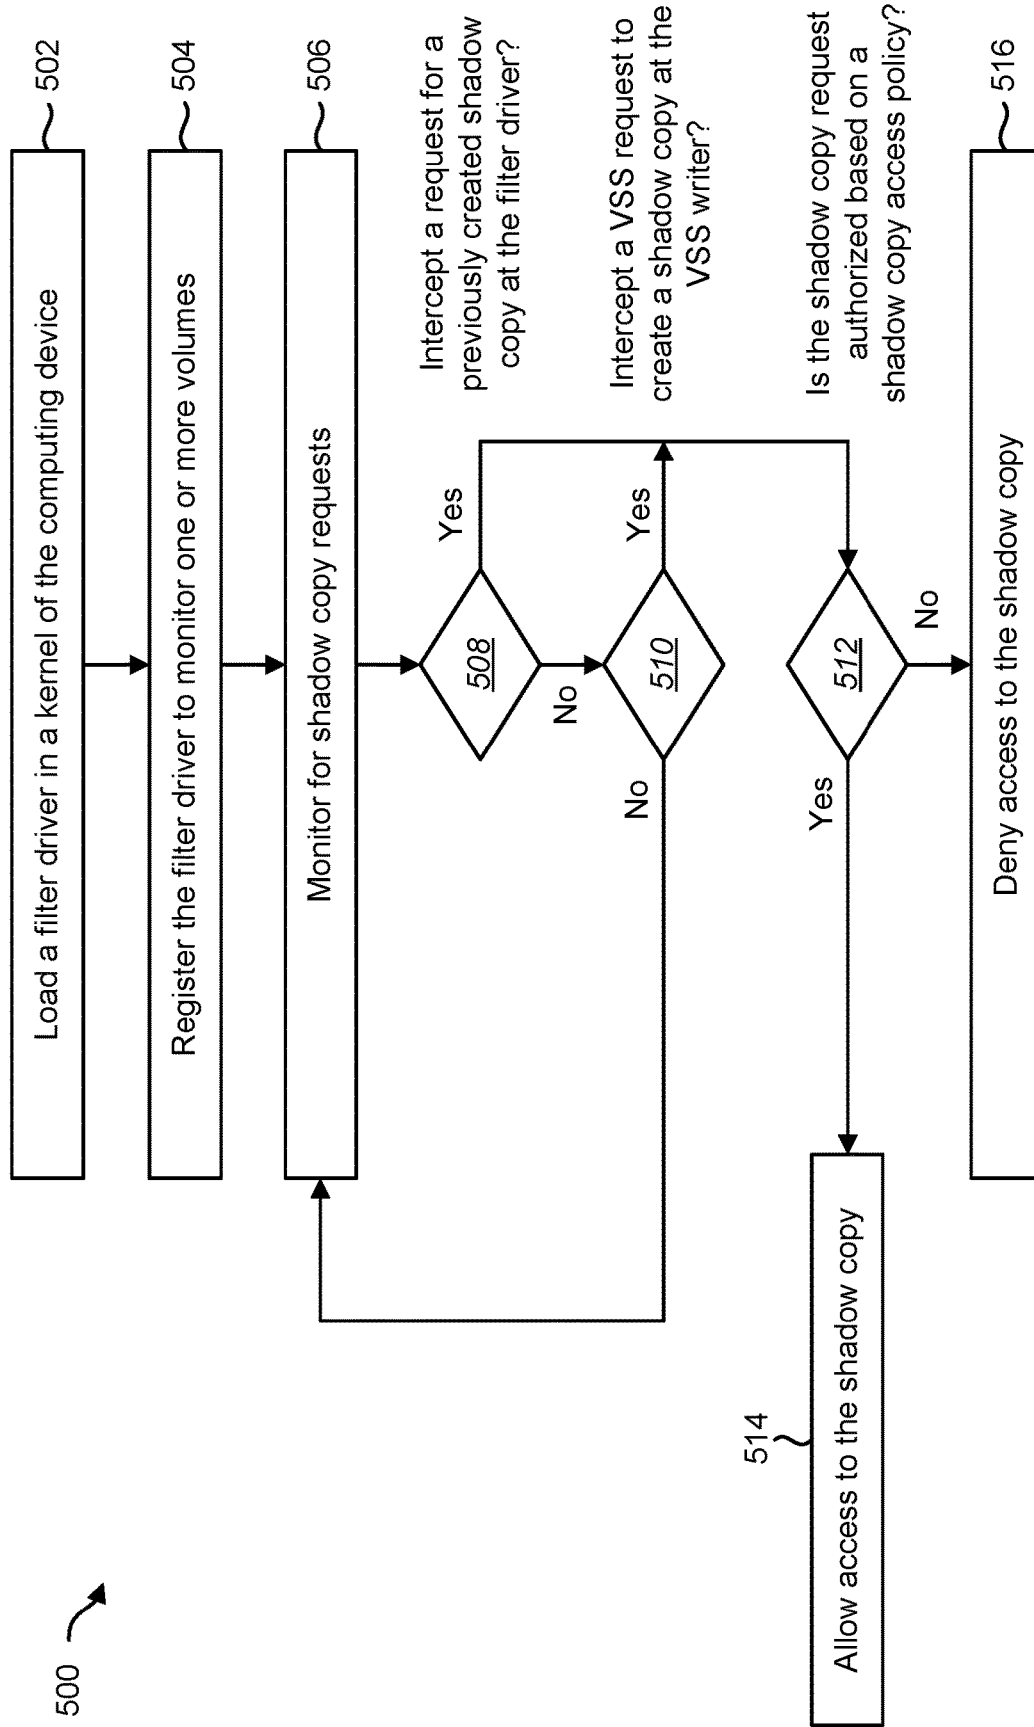 500
Load a filter driver in a kernel of the computing device
502
Register the filter driver to monitor one or more volumes
504
Monitor for shadow copy requests
506
508
Yes
No
Intercept a request for a
previously created shadow
copy at the filter driver?
510
Yes
No
Intercept a VSS request to
create a shadow copy at the
VSS writer?
512
Yes
No
Is the shadow copy request
authorized based on a
shadow copy access policy?
514
Allow access to the shadow copy
Deny access to the shadow copy
516